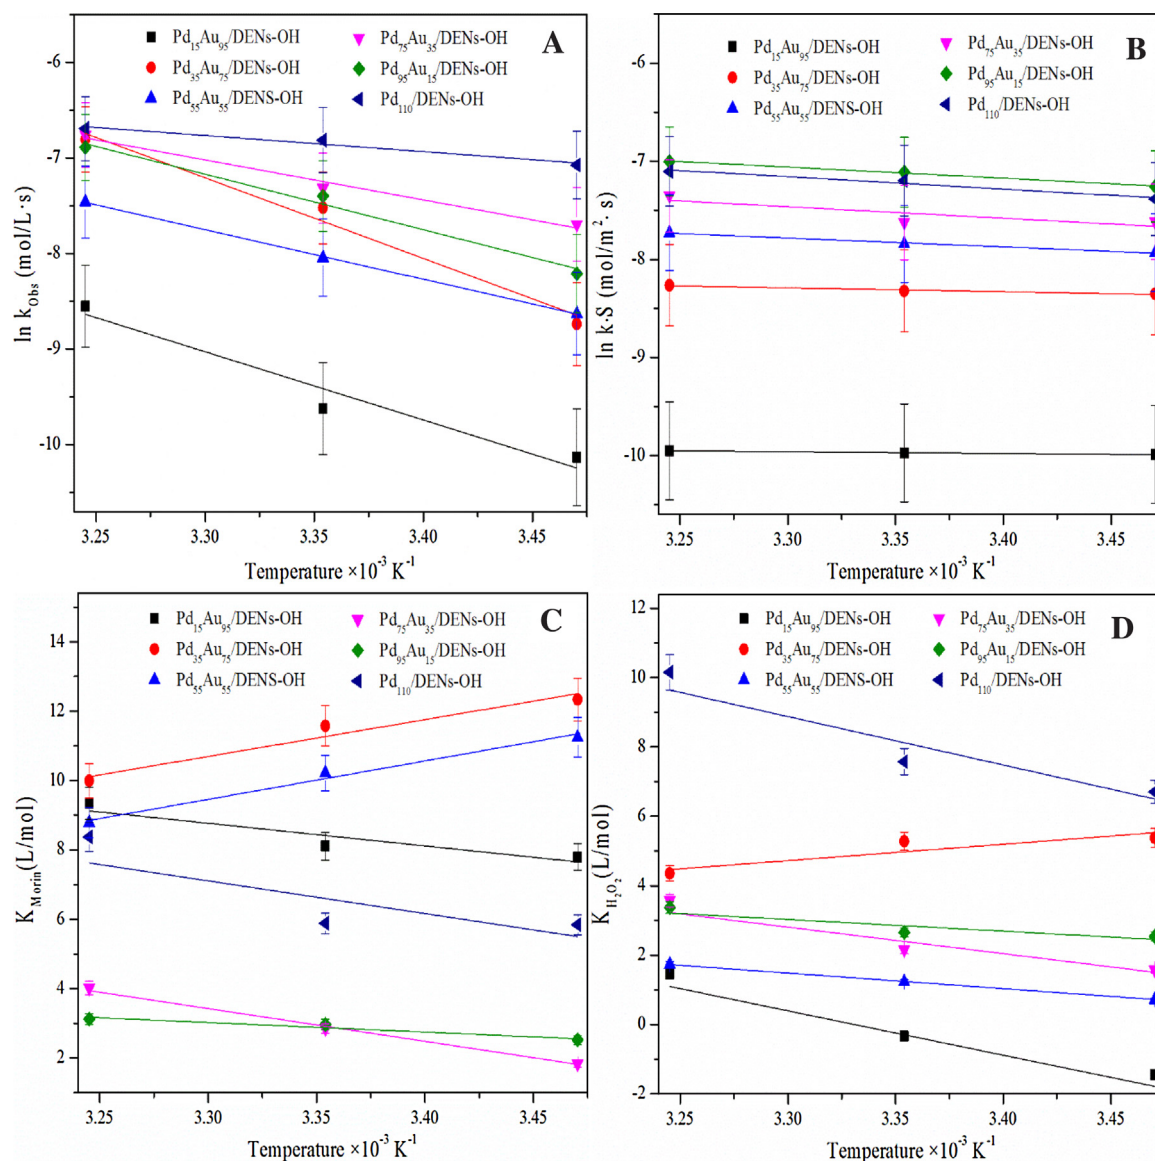 A
Pd15Au95/DENs-OH
Pd35Au75/DENs-OH
Pd55Au55/DENS-OH
Pd75Au35/DENs-OH
Pd95Au15/DENs-OH
Pd110/DENs-OH
ln kObs (mol/L·s)
-6
-7
-8
-9
-10
3.25
3.30
3.35
3.40
3.45
Temperature ×10-3 K-1
B
Pd15Au95/DENs-OH
Pd35Au75/DENs-OH
Pd55Au55/DENS-OH
Pd75Au35/DENs-OH
Pd95Au15/DENs-OH
Pd110/DENs-OH
ln k·S (mol/m2·s)
-6
-7
-8
-9
-10
3.25
3.30
3.35
3.40
3.45
Temperature ×10-3 K-1
C
Pd15Au95/DENs-OH
Pd35Au75/DENs-OH
Pd55Au55/DENS-OH
Pd75Au35/DENs-OH
Pd95Au15/DENs-OH
Pd110/DENs-OH
KMorin(L/mol)
14
12
10
8
6
4
2
3.25
3.30
3.35
3.40
3.45
Temperature ×10-3 K-1
D
Pd15Au95/DENs-OH
Pd35Au75/DENs-OH
Pd55Au55/DENS-OH
Pd75Au35/DENs-OH
Pd95Au15/DENs-OH
Pd110/DENs-OH
KH2O2(L/mol)
12
10
8
6
4
2
0
-2
3.25
3.30
3.35
3.40
3.45
Temperature ×10-3 K-1